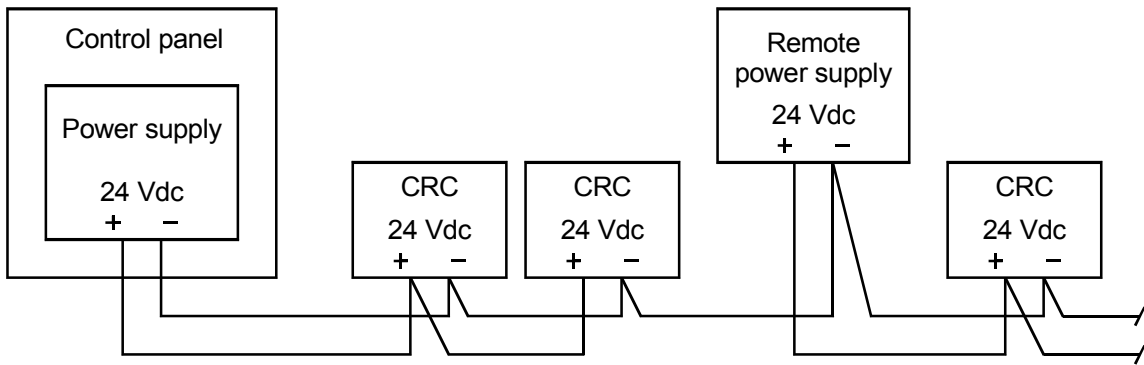 Control panel
Power supply
24 Vdc
+ −
CRC
24 Vdc
+ −
CRC
24 Vdc
+ −
Remote
power supply
24 Vdc
+ −
CRC
24 Vdc
+ −